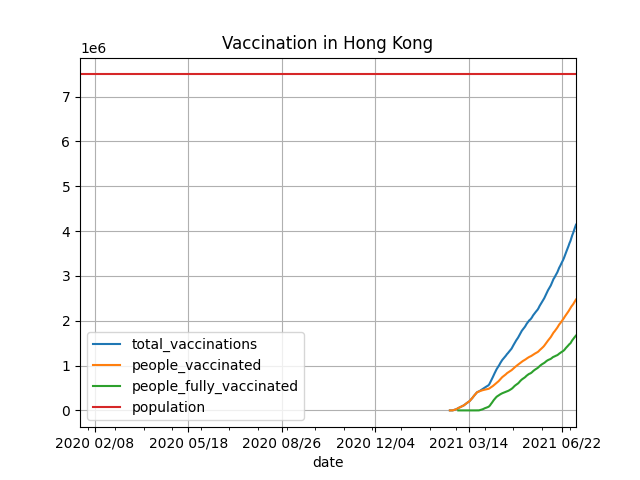 Vaccination in Hong Kong
1e6
7
6
5
4
3
2
1
0
total_vaccinations
people_vaccinated
people_fully_vaccinated
population
2020 02/08 2020 05/18 2020 08/26 2020 12/04 2021 03/14 2021 06/22
date